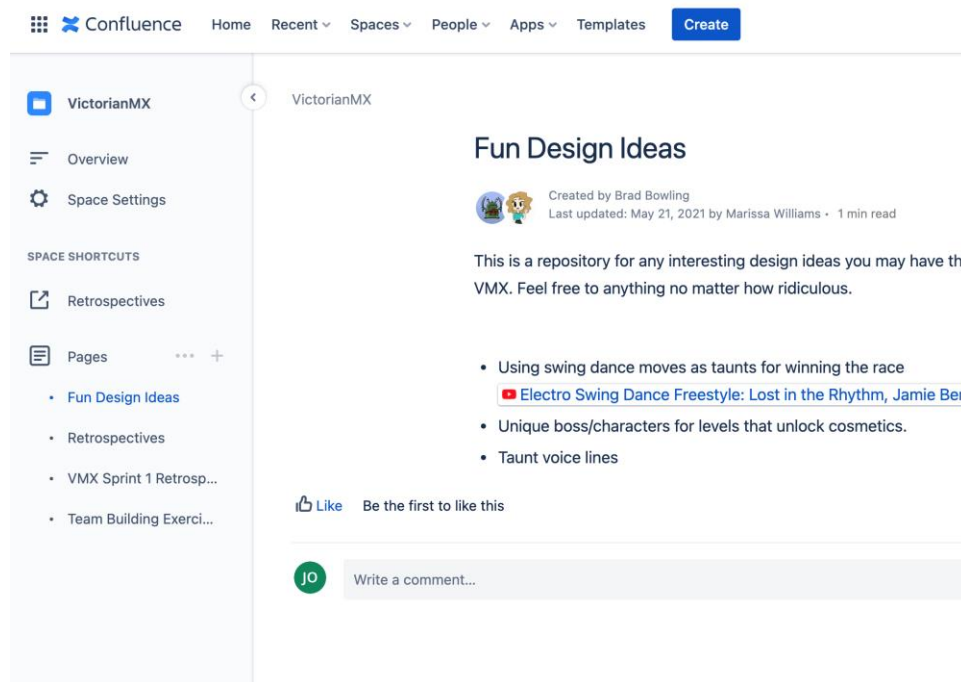 Confluence Home Recent Spaces People Apps Templates Create
VictorianMX
Overview
Space Settings
SPACE SHORTCUTS
Retrospectives
Pages
Fun Design Ideas
Retrospectives
VMX Sprint 1 Retrosp...
Team Building Exerci...
VictorianMX
Fun Design Ideas
Created by Brad Bowling
Last updated: May 21, 2021 by Marissa Williams • 1 min read
This is a repository for any interesting design ideas you may have th
VMX. Feel free to anything no matter how ridiculous.
• Using swing dance moves as taunts for winning the race
Electro Swing Dance Freestyle: Lost in the Rhythm, Jamie Ber
• Unique boss/characters for levels that unlock cosmetics.
• Taunt voice lines
Like Be the first to like this
JO Write a comment...